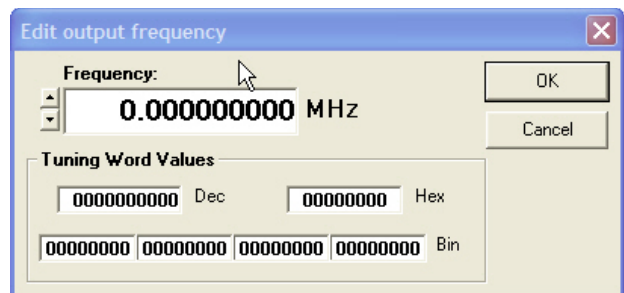 Edit output frequency
Frequency:
0.000000000 MHz
OK
Cancel
Tuning Word Values
0000000000 Dec
00000000 Hex
00000000 00000000 00000000 00000000 Bin